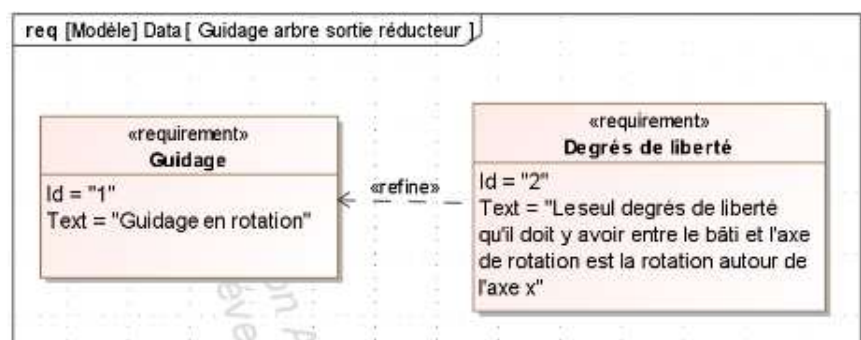 req [Modèle] Data [ Guidage arbre sortie réducteur ]
«requirement»
Guidage
Id = "1"
Text = "Guidage en rotation"
«refine»
«requirement»
Degrés de liberté
Id = "2"
Text = "Le seul degrés de liberté
qu'il doit y avoir entre le bâti et l'axe
de rotation est la rotation autour de
l'axe x"